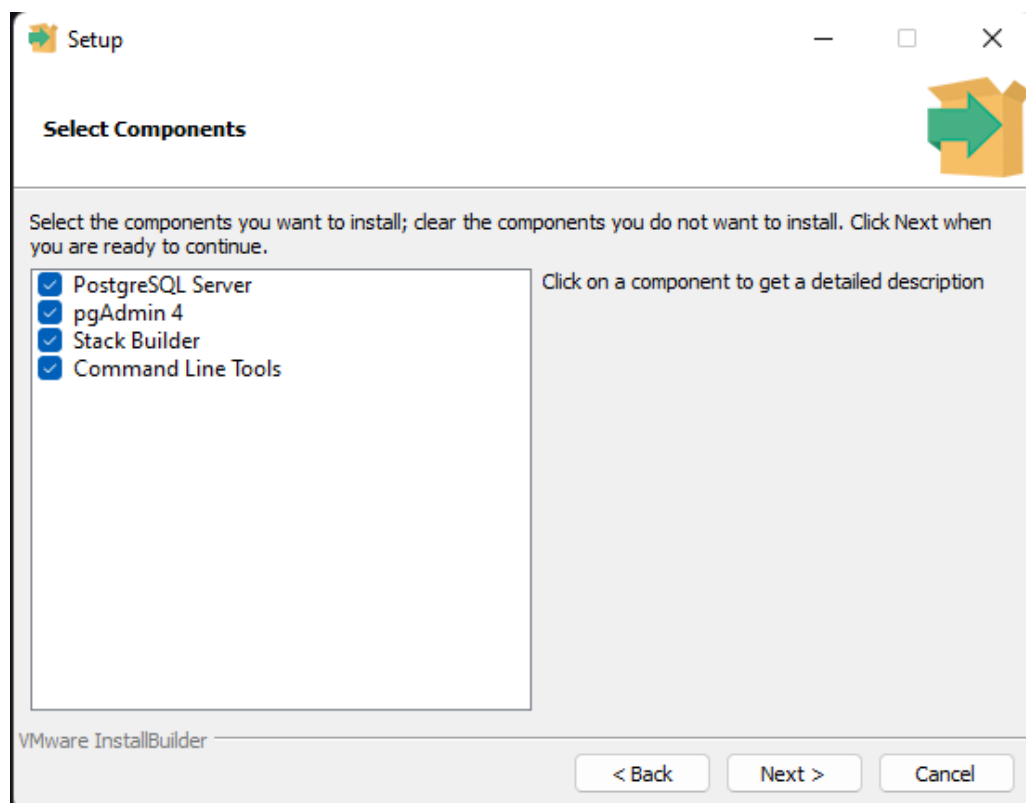 Setup
Select Components
Select the components you want to install; clear the components you do not want to install. Click Next when
you are ready to continue.
PostgreSQL Server
pgAdmin 4
Stack Builder
Command Line Tools
Click on a component to get a detailed description
VMware InstallBuilder
< Back
Next >
Cancel